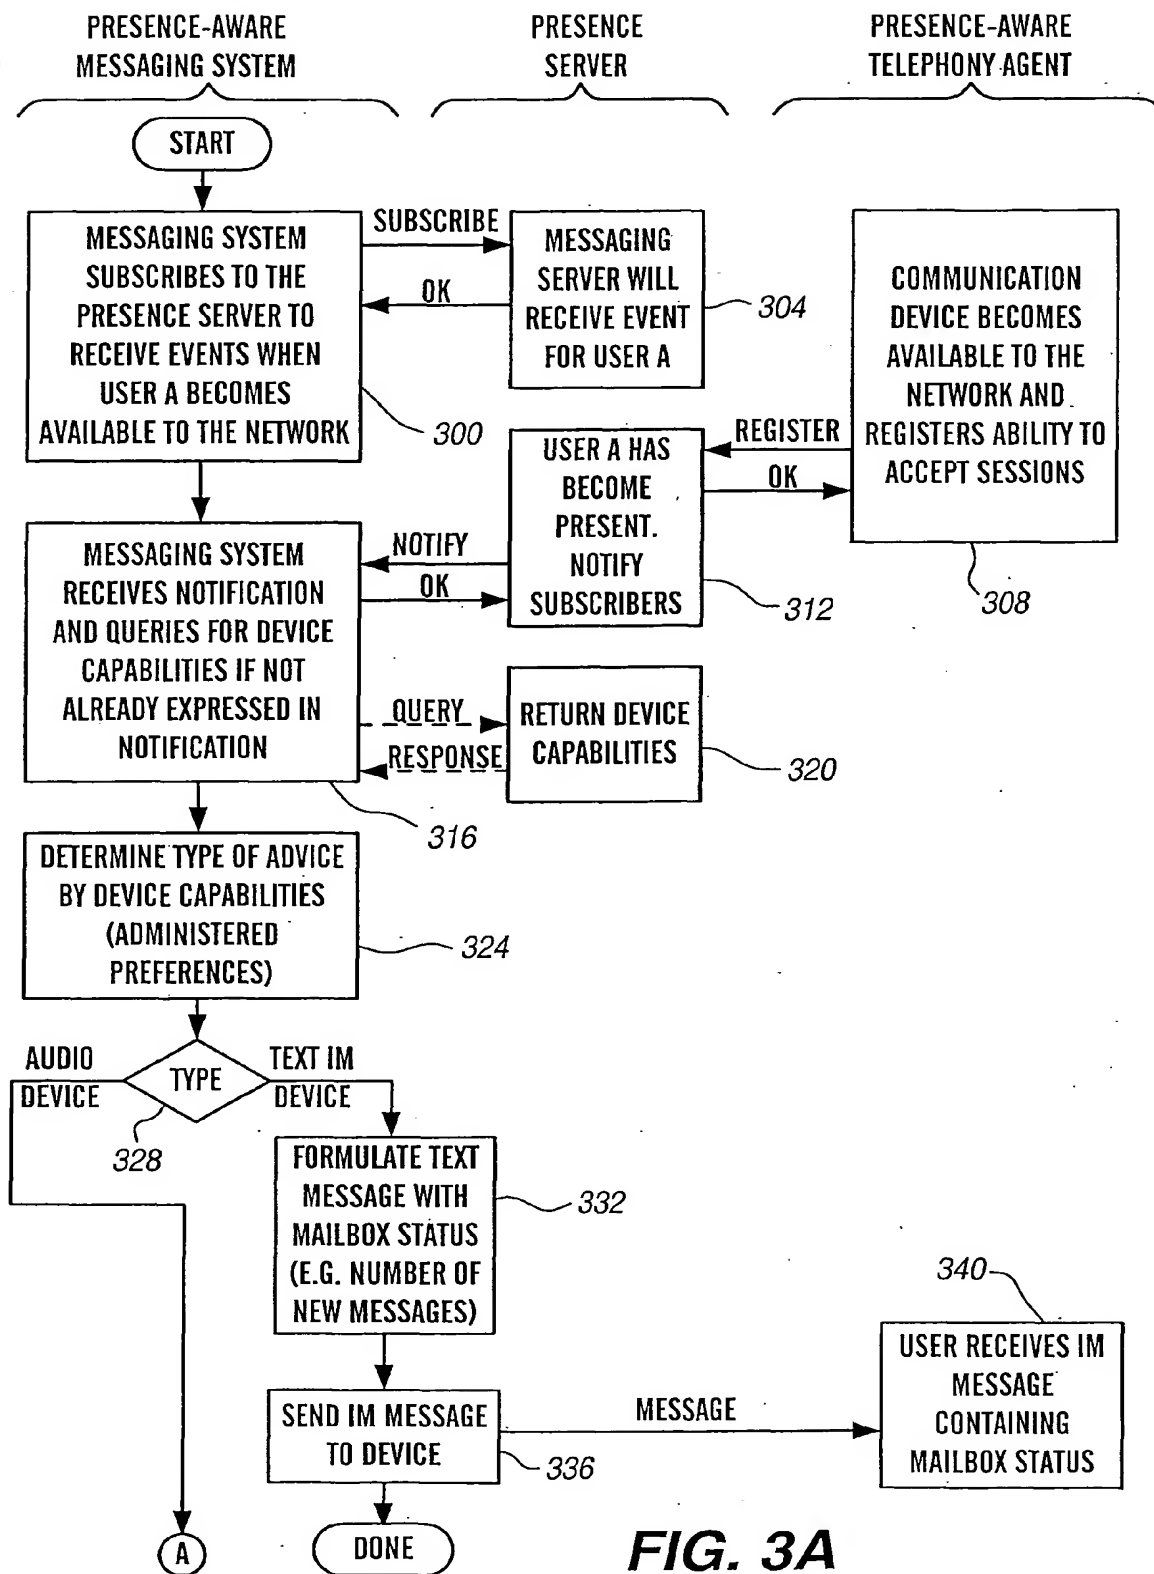 PRESENCE-AWARE
MESSAGING SYSTEM
PRESENCE
SERVER
PRESENCE-AWARE
TELEPHONY AGENT
START
MESSAGING SYSTEM
SUBSCRIBES TO THE
PRESENCE SERVER TO
RECEIVE EVENTS WHEN
USER A BECOMES
AVAILABLE TO THE NETWORK
300
SUBSCRIBE
OK
MESSAGING
SERVER WILL
RECEIVE EVENT
FOR USER A
304
COMMUNICATION
DEVICE BECOMES
AVAILABLE TO THE
NETWORK AND
REGISTERS ABILITY TO
ACCEPT SESSIONS
308
REGISTER
OK
USER A HAS
BECOME
PRESENT.
NOTIFY
SUBSCRIBERS
312
NOTIFY
OK
MESSAGING SYSTEM
RECEIVES NOTIFICATION
AND QUERIES FOR DEVICE
CAPABILITIES IF NOT
ALREADY EXPRESSED IN
NOTIFICATION
316
QUERY
RESPONSE
RETURN DEVICE
CAPABILITIES
320
DETERMINE TYPE OF ADVICE
BY DEVICE CAPABILITIES
(ADMINISTERED
PREFERENCES)
324
AUDIO
DEVICE
TYPE
328
TEXT IM
DEVICE
FORMULATE TEXT
MESSAGE WITH
MAILBOX STATUS
(E.G. NUMBER OF
NEW MESSAGES)
332
SEND IM MESSAGE
TO DEVICE
336
MESSAGE
340
USER RECEIVES IM
MESSAGE
CONTAINING
MAILBOX STATUS
A
DONE
FIG. 3A